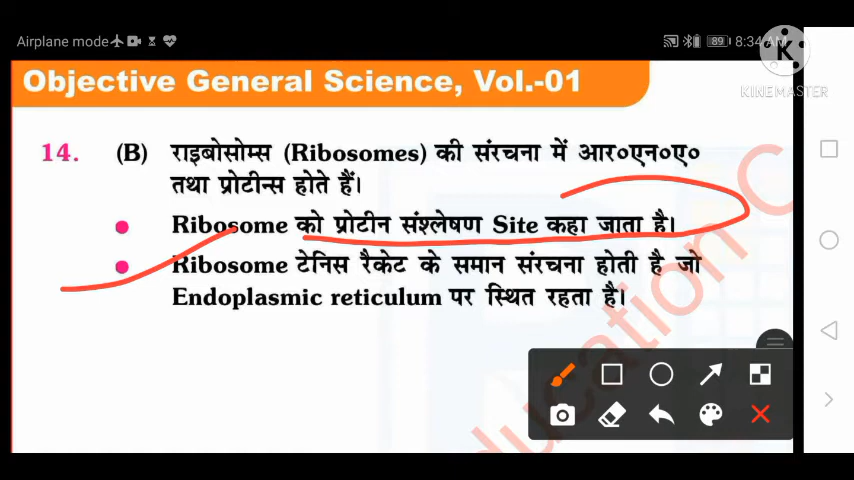 Airplane mode
89 8:34 AM
K
KINEMASTER
Objective General Science, Vol.-01
14. (B) राइबोसोम्स (Ribosomes) की संरचना में आर०एन०ए०
तथा प्रोटीन्स होते हैं।
Ribosome को प्रोटीन संश्लेषण Site कहा जाता है।
Ribosome टेनिस रैकेट के समान संरचना होती है जो
Endoplasmic reticulum पर स्थित रहता है।
ducation C